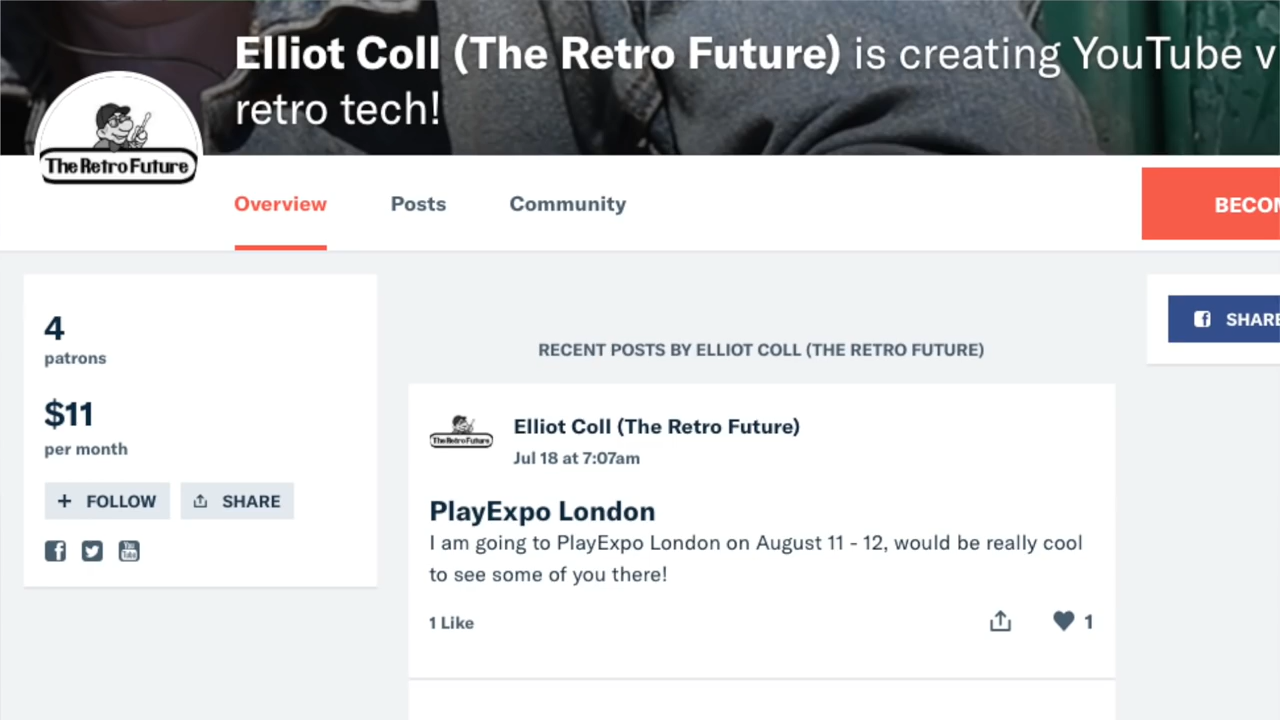 Elliot Coll (The Retro Future) is creating YouTube v
retro tech!
The Retro Future
Overview
Posts
Community
BECOM
4
patrons
$11
per month
+ FOLLOW
SHARE
You
Tube
SHARE
RECENT POSTS BY ELLIOT COLL (THE RETRO FUTURE)
The Retro Future
Elliot Coll (The Retro Future)
Jul 18 at 7:07am
PlayExpo London
I am going to PlayExpo London on August 11 - 12, would be really cool
to see some of you there!
1 Like
1